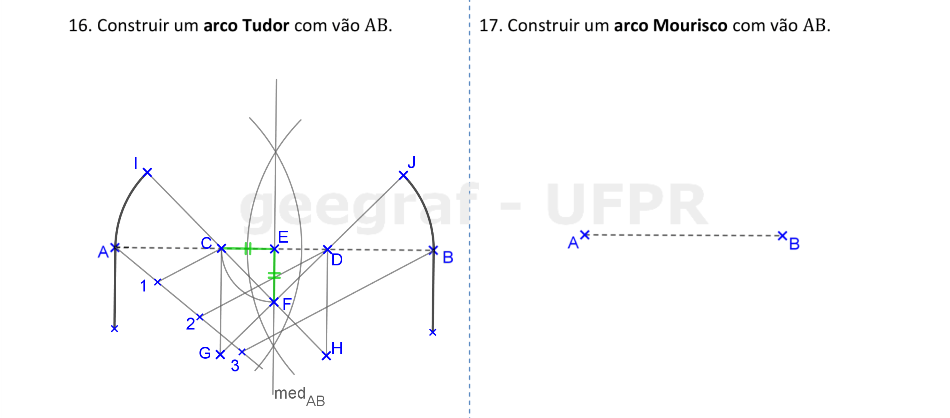 16. Construir um arco Tudor com vão AB.
I
J
A
C
E
D
B
1
F
2
G
3
H
med AB
17. Construir um arco Mourisco com vão AB.
geegraf - UFPR
A
B